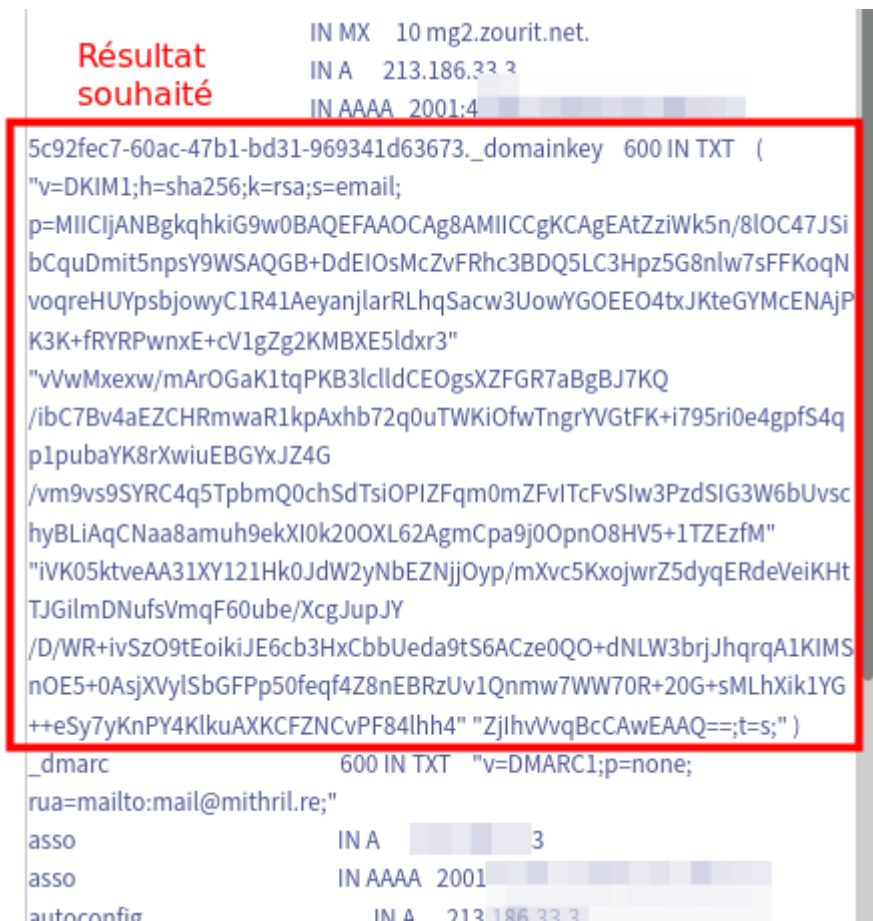 IN MX 10 mg2.zourit.net.
Résultat
souhaité
IN A 213.186.33.3
IN AAAA 2001:4
5c92fec7-60ac-47b1-bd31-969341d63673._domainkey 600 IN TXT (
"v=DKIM1;h=sha256;k=rsa;s=email;
p=MIICIjANBgkqhkiG9w0BAQEFAAOCAg8AMIICCgKCAgEAtZziWk5n/8lOC47JSi
bCquDmit5npsY9WSAQGB+DdEIOsMcZvFRhc3BDQ5LC3Hpz5G8nlw7sFFKoqN
voqreHUYpsbjowyC1R41AeyanjlarRLhqSacw3UowYGOEEO4txJKteGYMcENAjP
K3K+fRYRPwnxE+cV1gZg2KMBXE5ldxr3"
"vVwMxexw/mArOGaK1tqPKB3lclldCEOgsXZFGR7aBgBJ7KQ
/ibC7Bv4aEZCHRmwaR1kpAxhb72q0uTWKiOfwTngrYVGtFK+i795ri0e4gpfS4q
p1pubaYK8rXwiuEBGYxJZ4G
/vm9vs9SYRC4q5TpbmQ0chSdTsiOPIZFqm0mZFvITcFvSIw3PzdSIG3W6bUvsc
hyBLiAqCNaa8amuh9ekXI0k20OXL62AgmCpa9j0OpnO8HV5+1TZEzfM"
"iVK05ktveAA31XY121Hk0JdW2yNbEZNjjOyp/mXvc5KxojwrZ5dyqERdeVeiKHt
TJGilmDNufsVmqF60ube/XcgJupJY
/D/WR+ivSzO9tEoikiJE6cb3HxCbbUeda9tS6ACze0QO+dNLW3brjJhqrqA1KIMS
nOE5+0AsjXVylSbGFPp50feqf4Z8nEBRzUv1Qnmw7WW70R+20G+sMLhXik1YG
++eSy7yKnPY4KlkuAXKCFZNCvPF84lhh4" "ZjIhvVvqBcCAwEAAQ==;t=s;" )
_dmarc 600 IN TXT "v=DMARC1;p=none;
rua=mailto:mail@mithril.re;"
asso IN A 3
asso IN AAAA 2001
autoconfig IN A 213.186.33.3